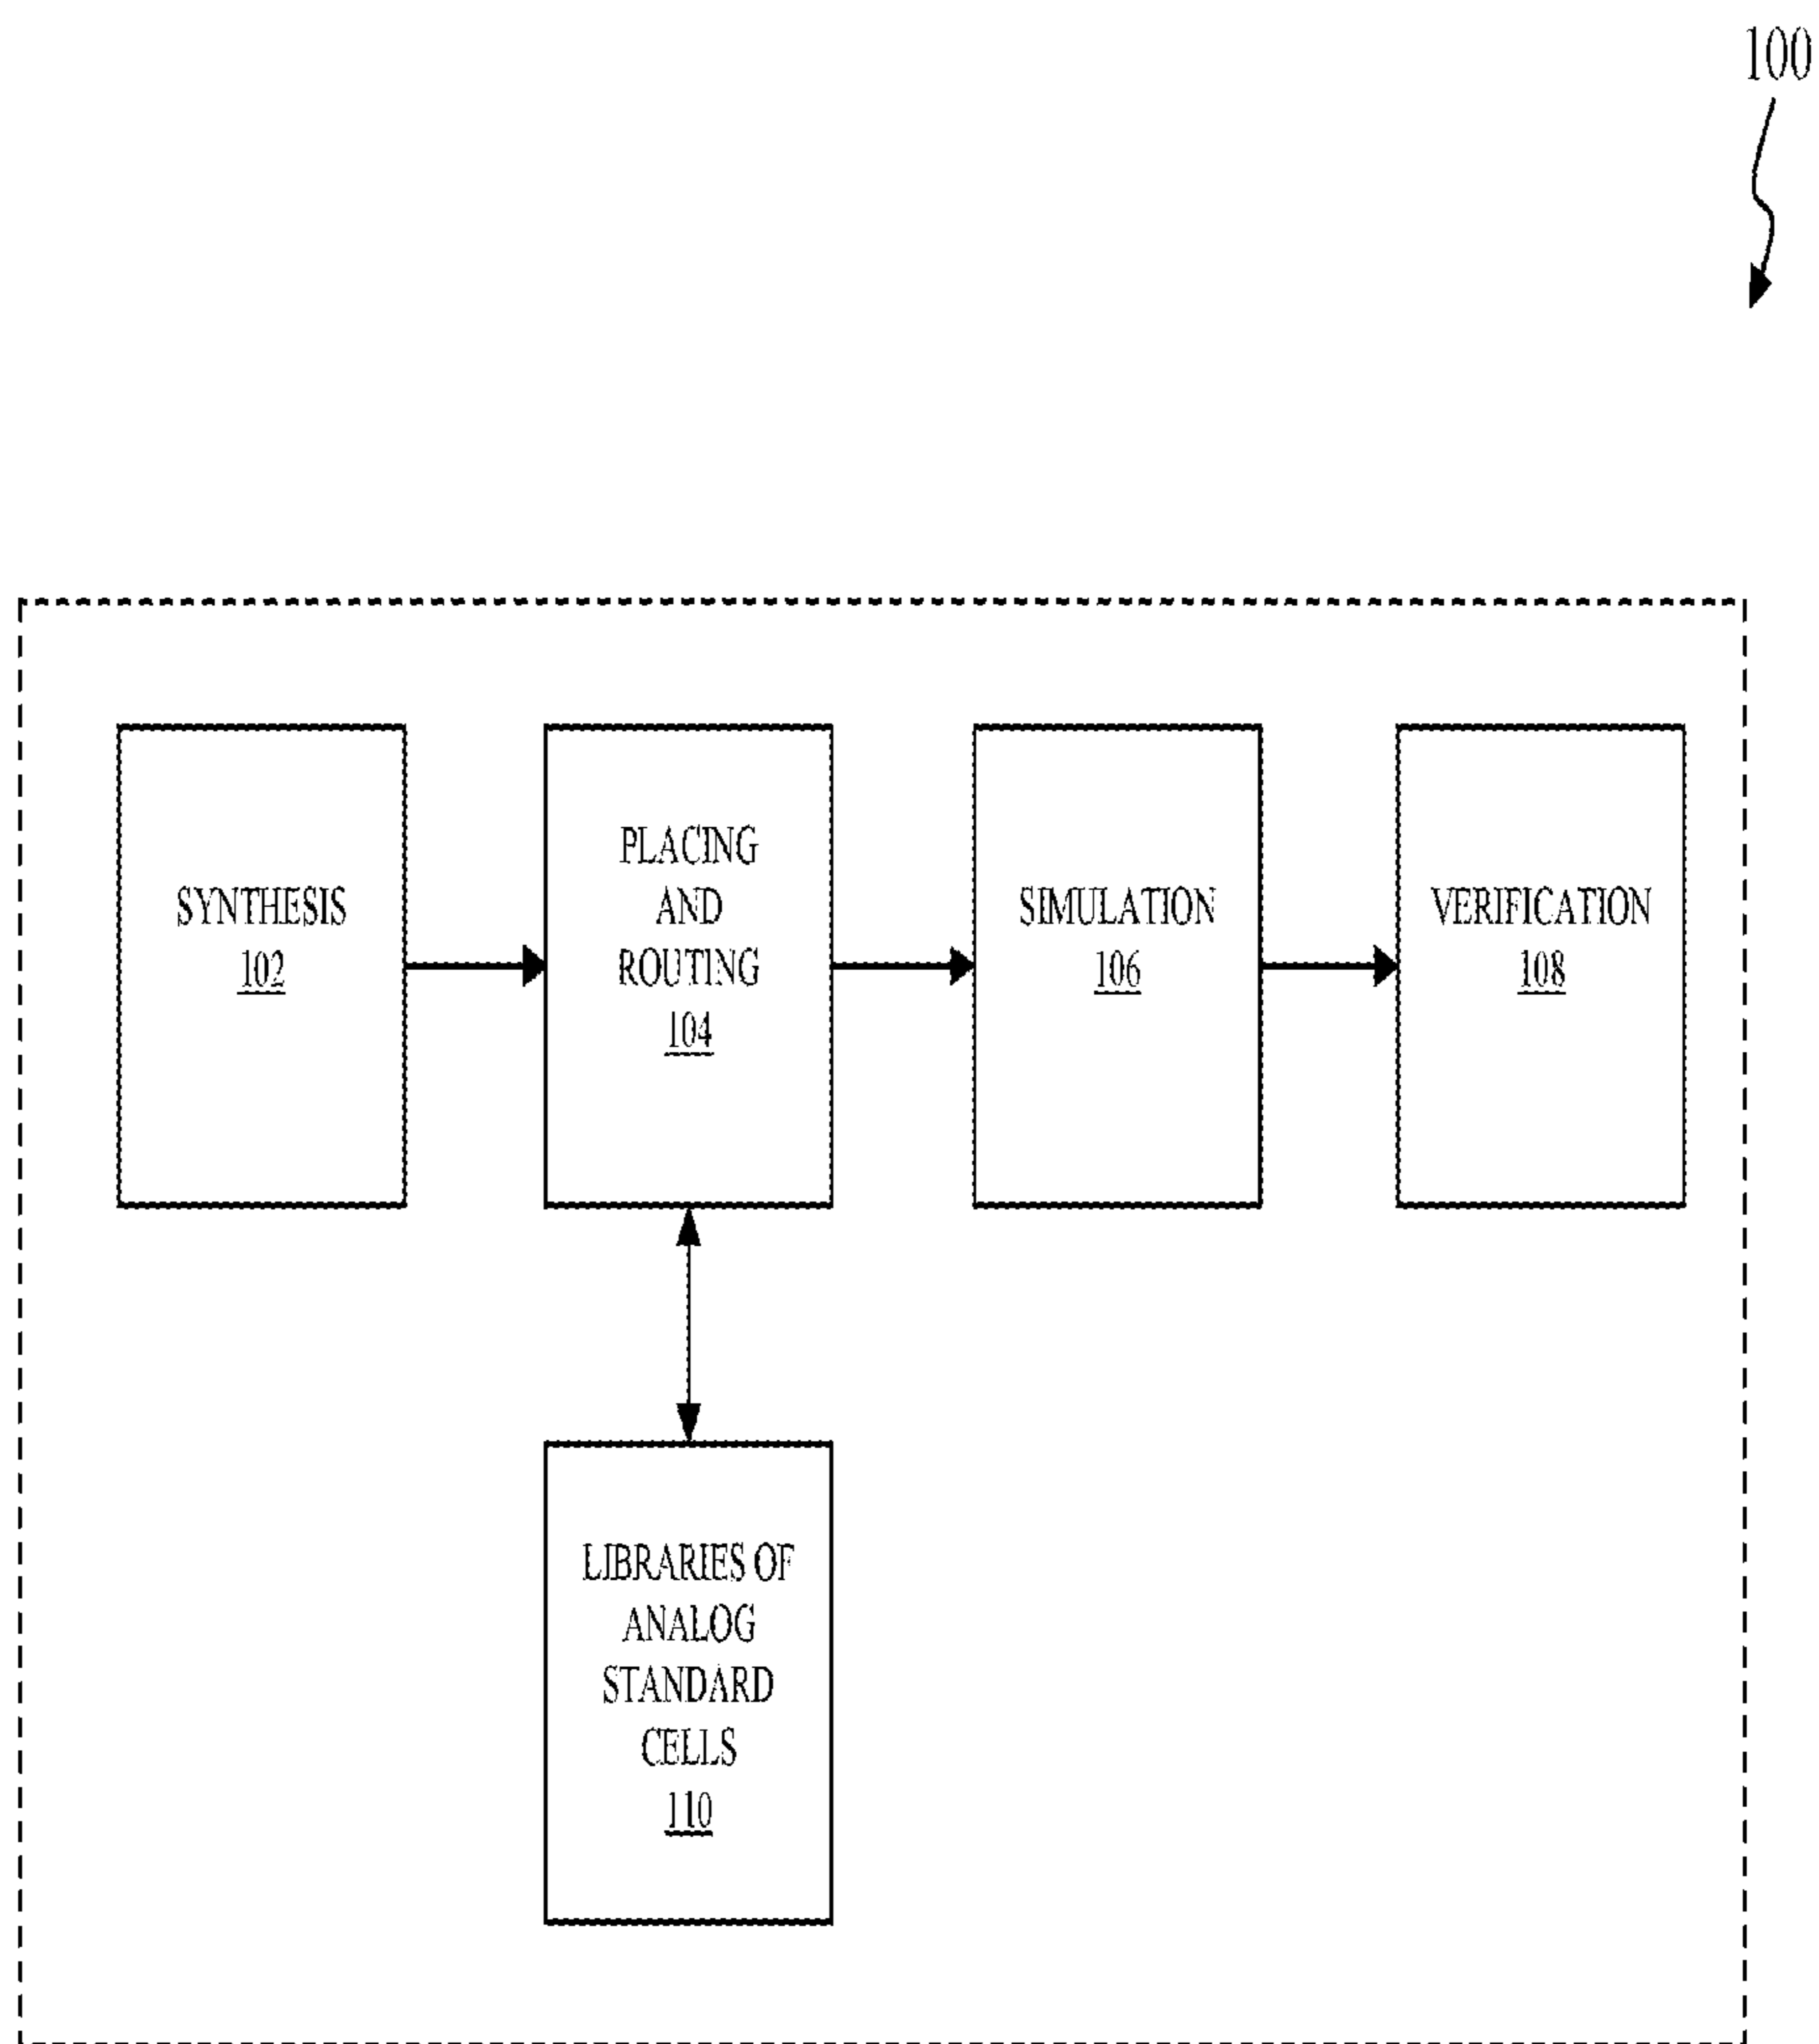 100
SYNTHESIS
102
PLACING
AND
ROUTING
104
SIMULATION
106
VERIFICATION
108
LIBRARIES OF
ANALOG
STANDARD
CELLS
110